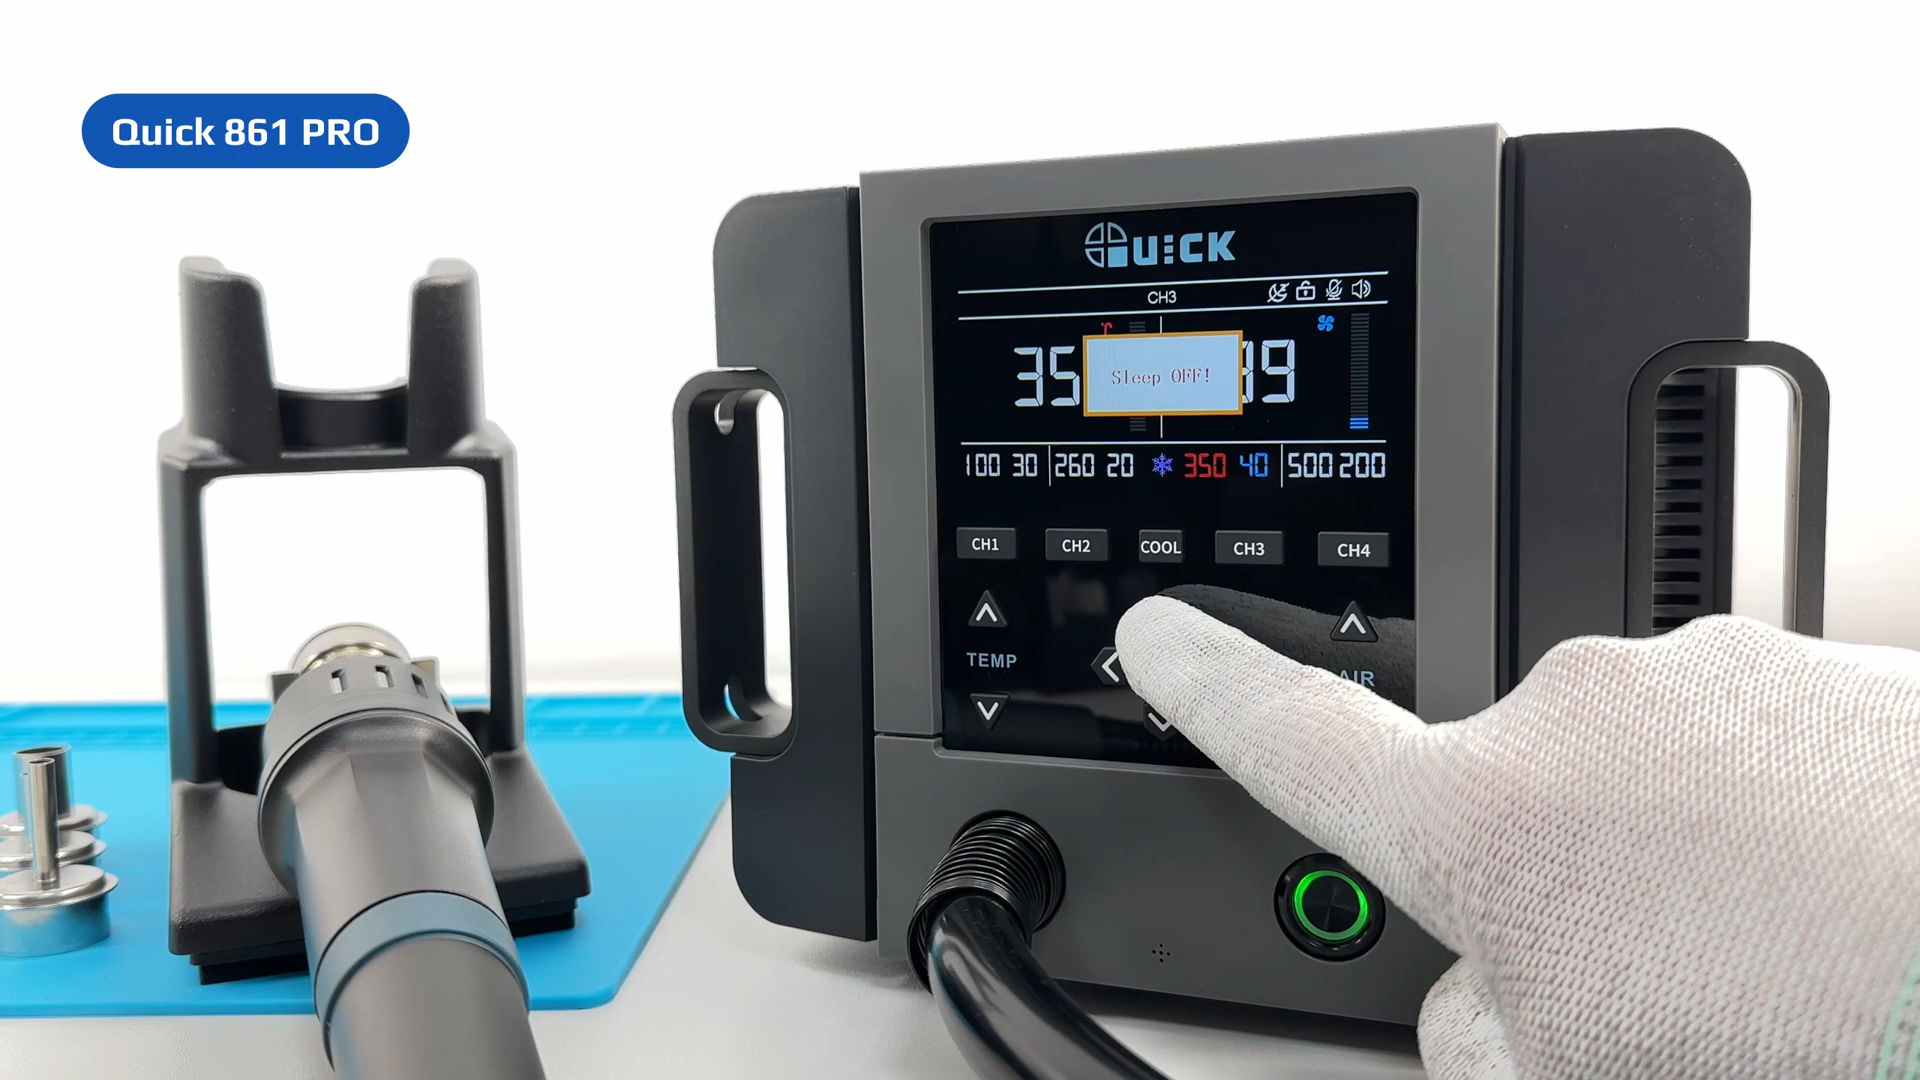 Quick 861 PRO
QUICK
CH3
35
39
Sleep OFF!
100 30 260 20 350 40 500 200
CH1 CH2 COOL CH3 CH4
TEMP
AIR